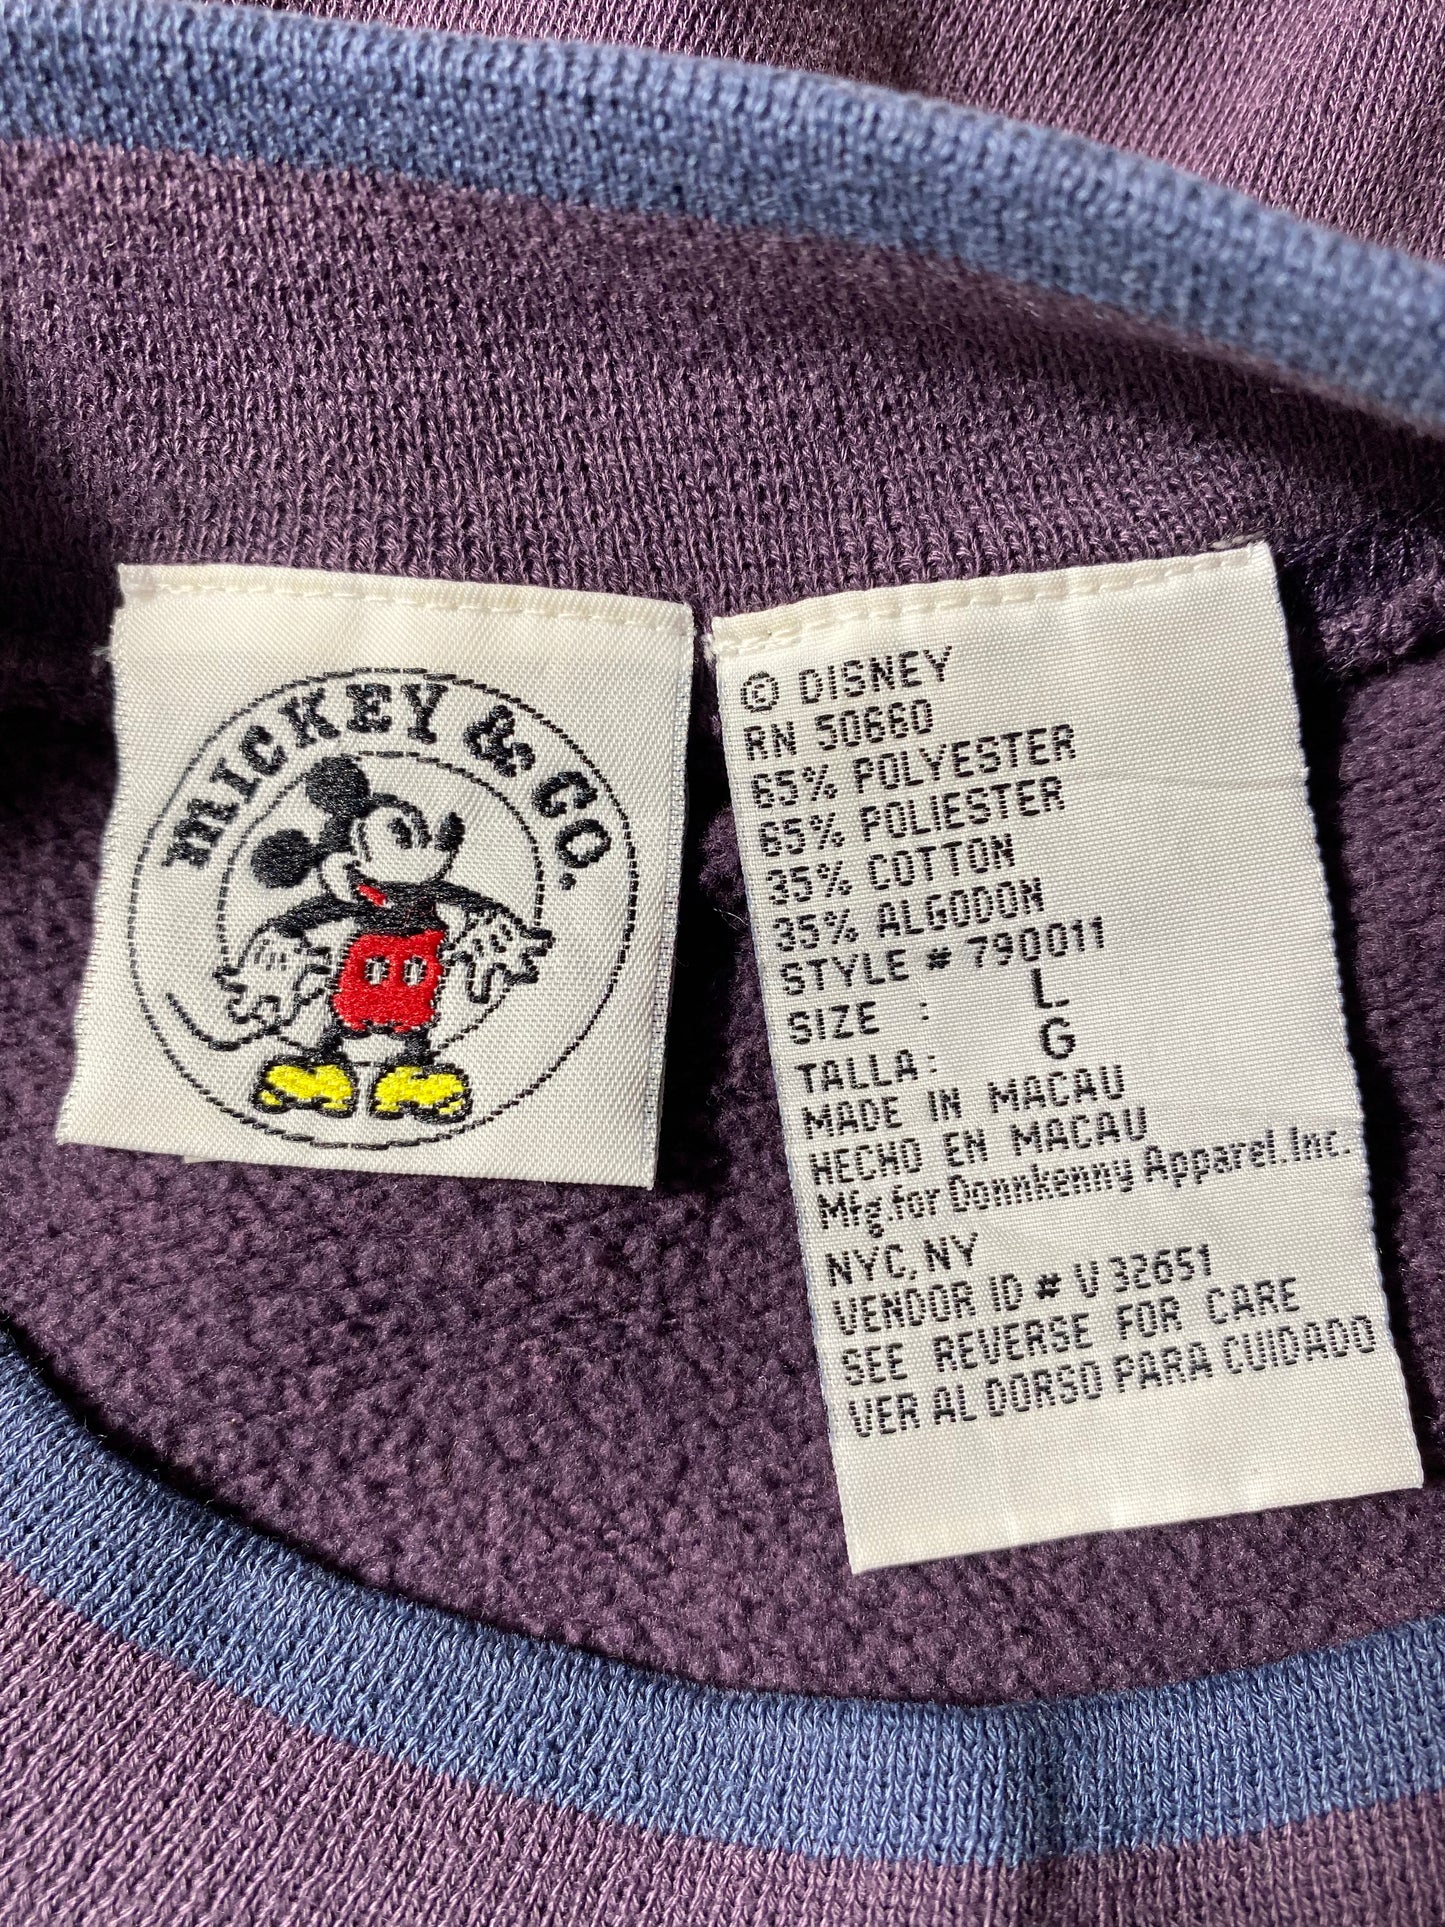 MICKEY & CO.
© DISNEY
RN 50660
65% POLYESTER
65% POLIESTER
35% COTTON
35% ALGODON
STYLE # 790011
SIZE : L
TALLA: G
MADE IN MACAU
HECHO EN MACAU
Mfg.for Donnkenny Apparel.Inc.
NYC, NY
VENDOR ID # V32651
SEE REVERSE FOR CARE
VER AL DORSO PARA CUIDADO